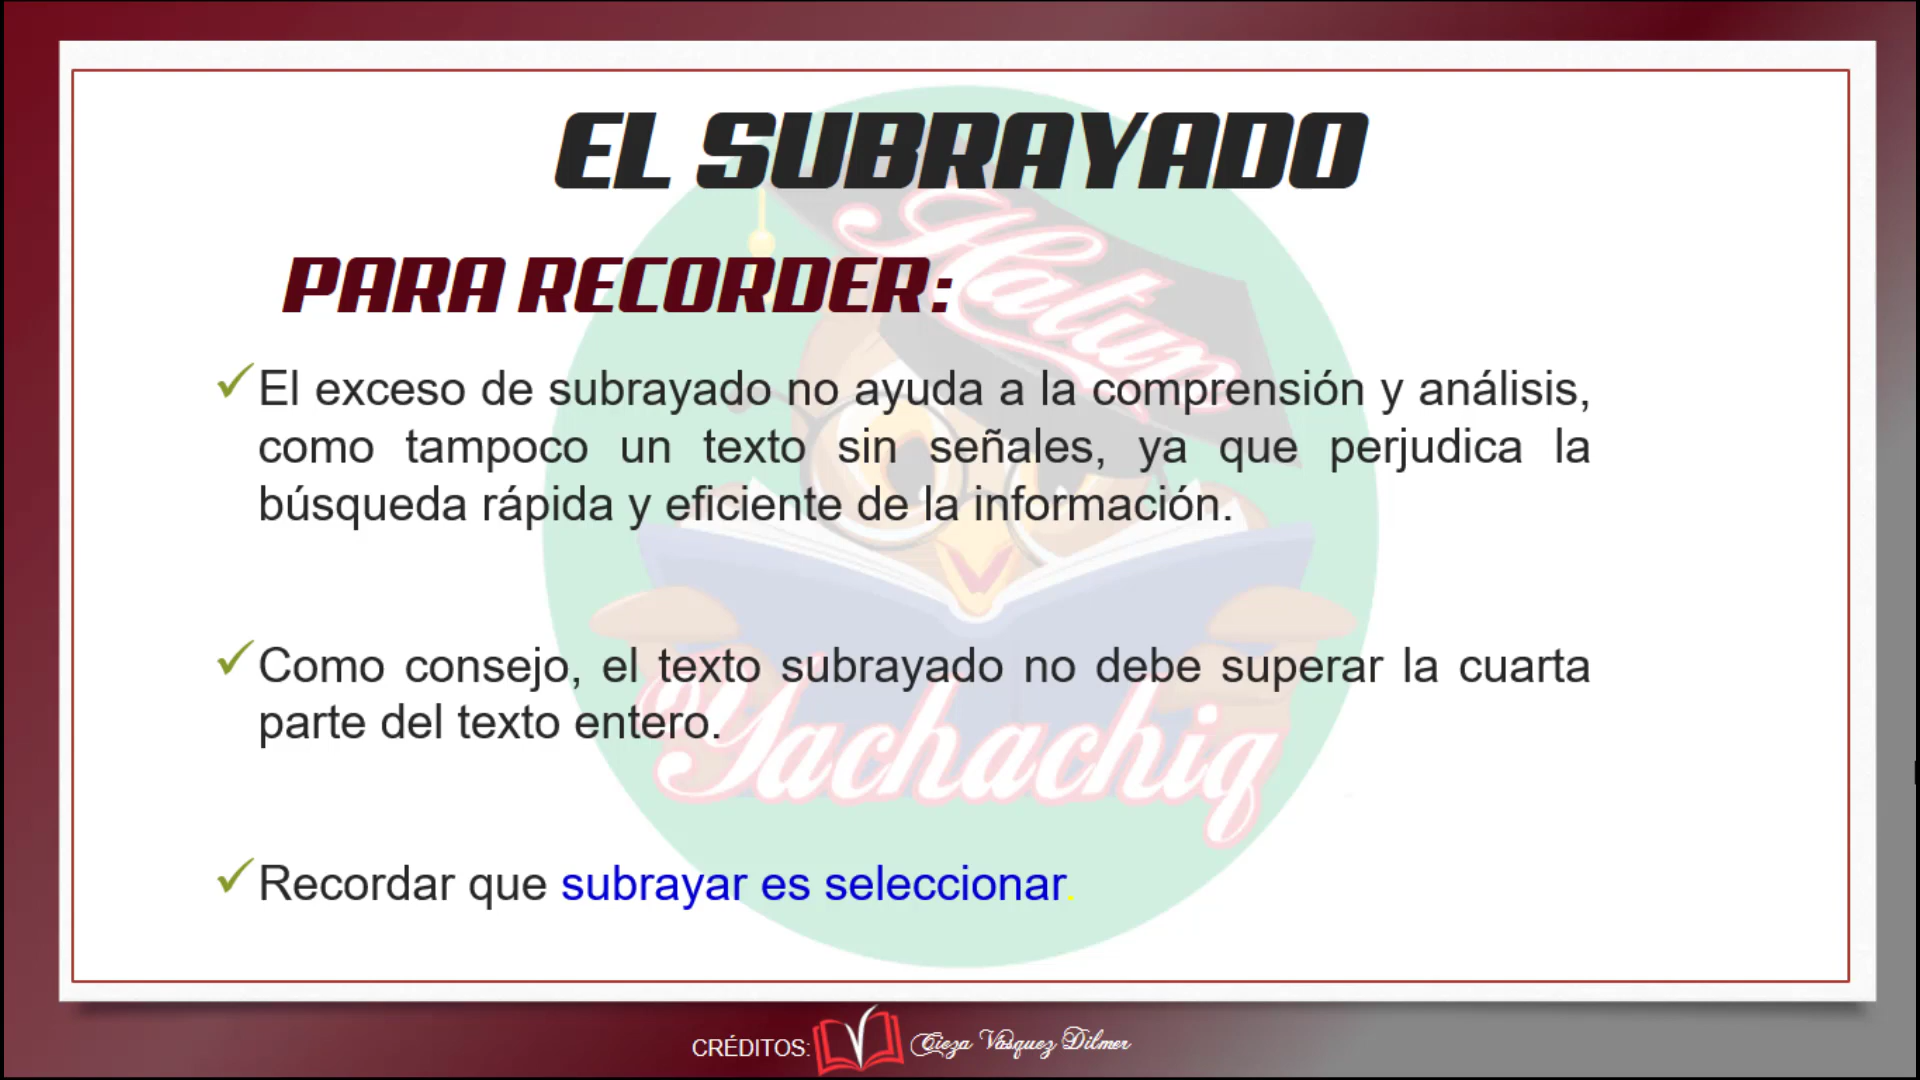 EL SUBRAYADO
PARA RECORDER:
El exceso de subrayado no ayuda a la comprensión y análisis,
como tampoco un texto sin señales, ya que perjudica la
búsqueda rápida y eficiente de la información.
Como consejo, el texto subrayado no debe superar la cuarta
parte del texto entero.
Recordar que subrayar es seleccionar.
Hatun
Yachachiq
CRÉDITOS: Cieza Vásquez Dilmer